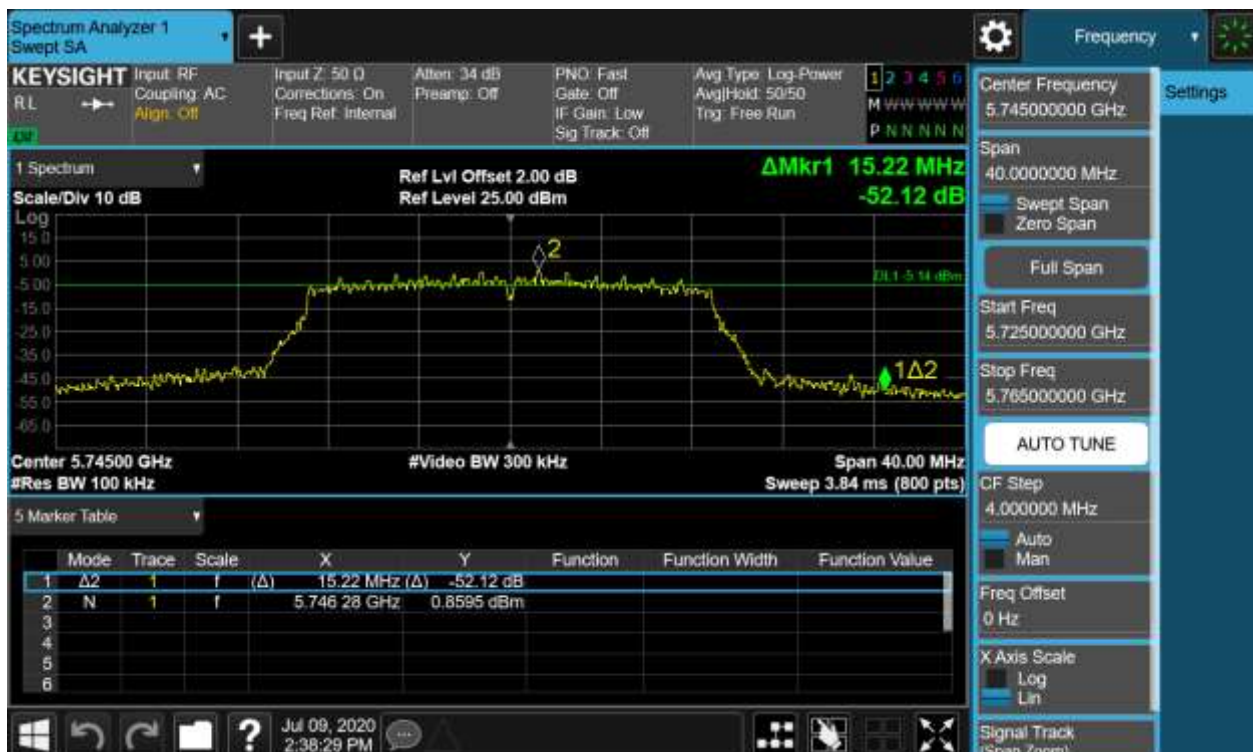 Spectrum Analyzer 1
Swept SA
+
Frequency
KEYSIGHT
RL
Input: RF
Coupling: AC
Align: Off
Input Z: 50 Ω
Corrections: On
Freq Ref: Internal
Atten: 34 dB
Preamp: Off
PNO: Fast
Gate: Off
IF Gain: Low
Sig Track: Off
Avg Type: Log-Power
Avg|Hold: 50/50
Trig: Free Run
1 2 3 4 5 6
M W W W W W
P N N N N N
1 Spectrum
Scale/Div 10 dB
Ref Lvl Offset 2.00 dB
Ref Level 25.00 dBm
ΔMkr1 15.22 MHz
-52.12 dB
Log
15.0
5.00
-5.00
-15.0
-25.0
-35.0
-45.0
-55.0
-65.0
2
DL1 -5.14 dBm
1Δ2
Center 5.74500 GHz
#Res BW 100 kHz
#Video BW 300 kHz
Span 40.00 MHz
Sweep 3.84 ms (800 pts)
5 Marker Table
Mode Trace Scale X Y Function Function Width Function Value
1 Δ2 1 f (Δ) 15.22 MHz (Δ) -52.12 dB
2 N 1 f 5.746 28 GHz 0.8595 dBm
3
4
5
6
Jul 09, 2020
2:38:29 PM
Center Frequency
5.745000000 GHz
Settings
Span
40.0000000 MHz
Swept Span
Zero Span
Full Span
Start Freq
5.725000000 GHz
Stop Freq
5.765000000 GHz
AUTO TUNE
CF Step
4.000000 MHz
Auto
Man
Freq Offset
0 Hz
X Axis Scale
Log
Lin
Signal Track
(Span Zoom)